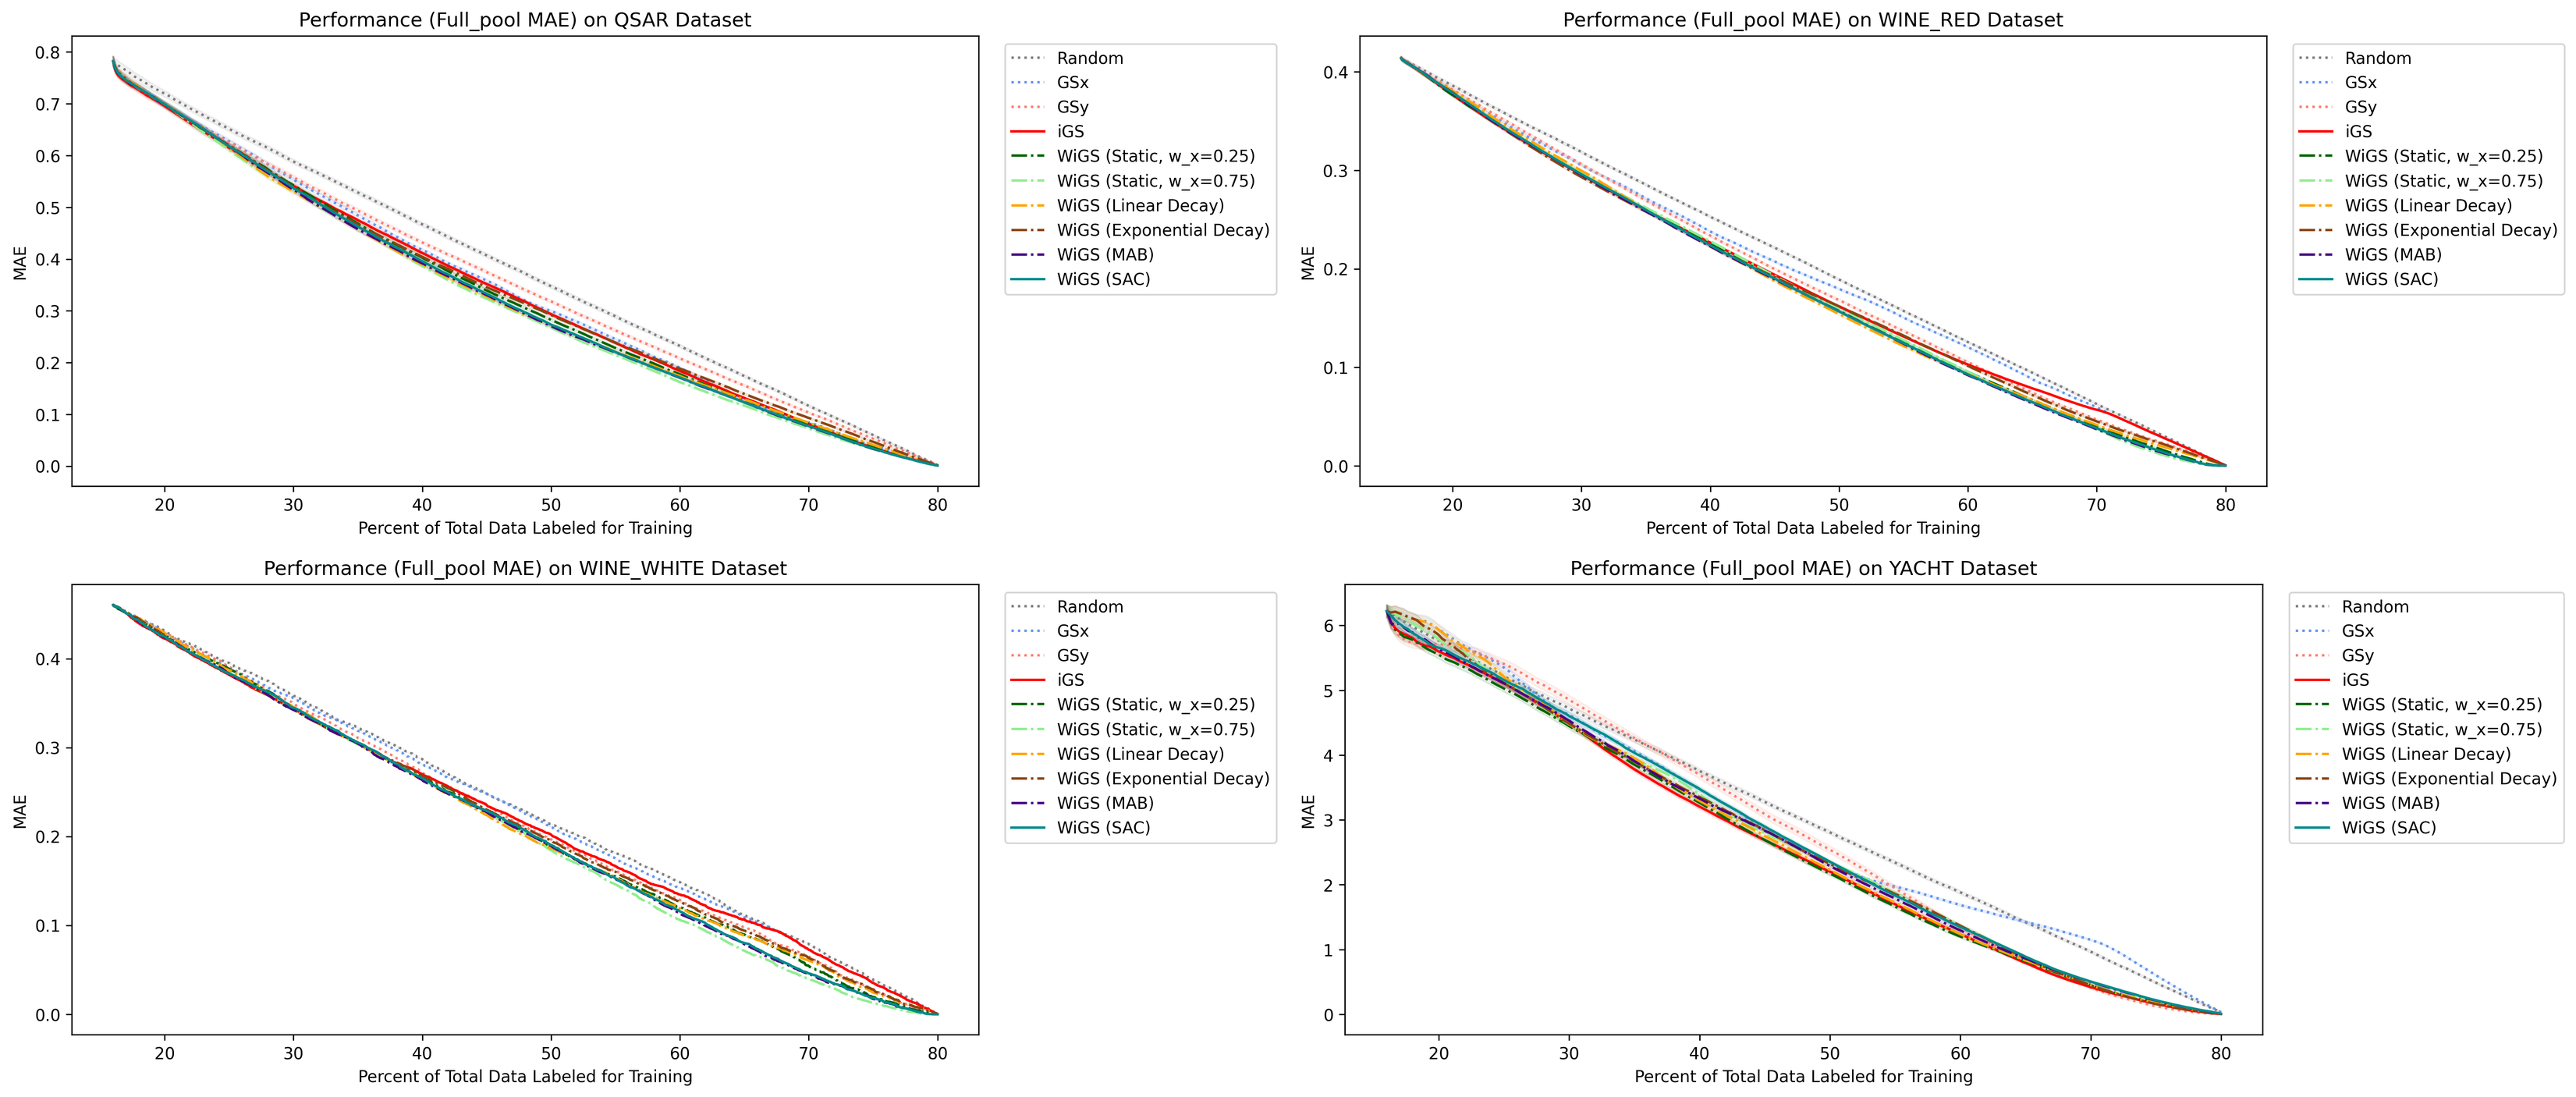 Performance (Full_pool MAE) on QSAR Dataset
0.8
0.7
0.6
0.5
0.4
0.3
0.2
0.1
0.0
MAE
20 30 40 50 60 70 80
Percent of Total Data Labeled for Training
Random
GSx
GSy
iGS
WiGS (Static, w_x=0.25)
WiGS (Static, w_x=0.75)
WiGS (Linear Decay)
WiGS (Exponential Decay)
WiGS (MAB)
WiGS (SAC)
Performance (Full_pool MAE) on WINE_RED Dataset
0.4
0.3
0.2
0.1
0.0
MAE
20 30 40 50 60 70 80
Percent of Total Data Labeled for Training
Random
GSx
GSy
iGS
WiGS (Static, w_x=0.25)
WiGS (Static, w_x=0.75)
WiGS (Linear Decay)
WiGS (Exponential Decay)
WiGS (MAB)
WiGS (SAC)
Performance (Full_pool MAE) on WINE_WHITE Dataset
0.4
0.3
0.2
0.1
0.0
MAE
20 30 40 50 60 70 80
Percent of Total Data Labeled for Training
Random
GSx
GSy
iGS
WiGS (Static, w_x=0.25)
WiGS (Static, w_x=0.75)
WiGS (Linear Decay)
WiGS (Exponential Decay)
WiGS (MAB)
WiGS (SAC)
Performance (Full_pool MAE) on YACHT Dataset
6
5
4
3
2
1
0
MAE
20 30 40 50 60 70 80
Percent of Total Data Labeled for Training
Random
GSx
GSy
iGS
WiGS (Static, w_x=0.25)
WiGS (Static, w_x=0.75)
WiGS (Linear Decay)
WiGS (Exponential Decay)
WiGS (MAB)
WiGS (SAC)